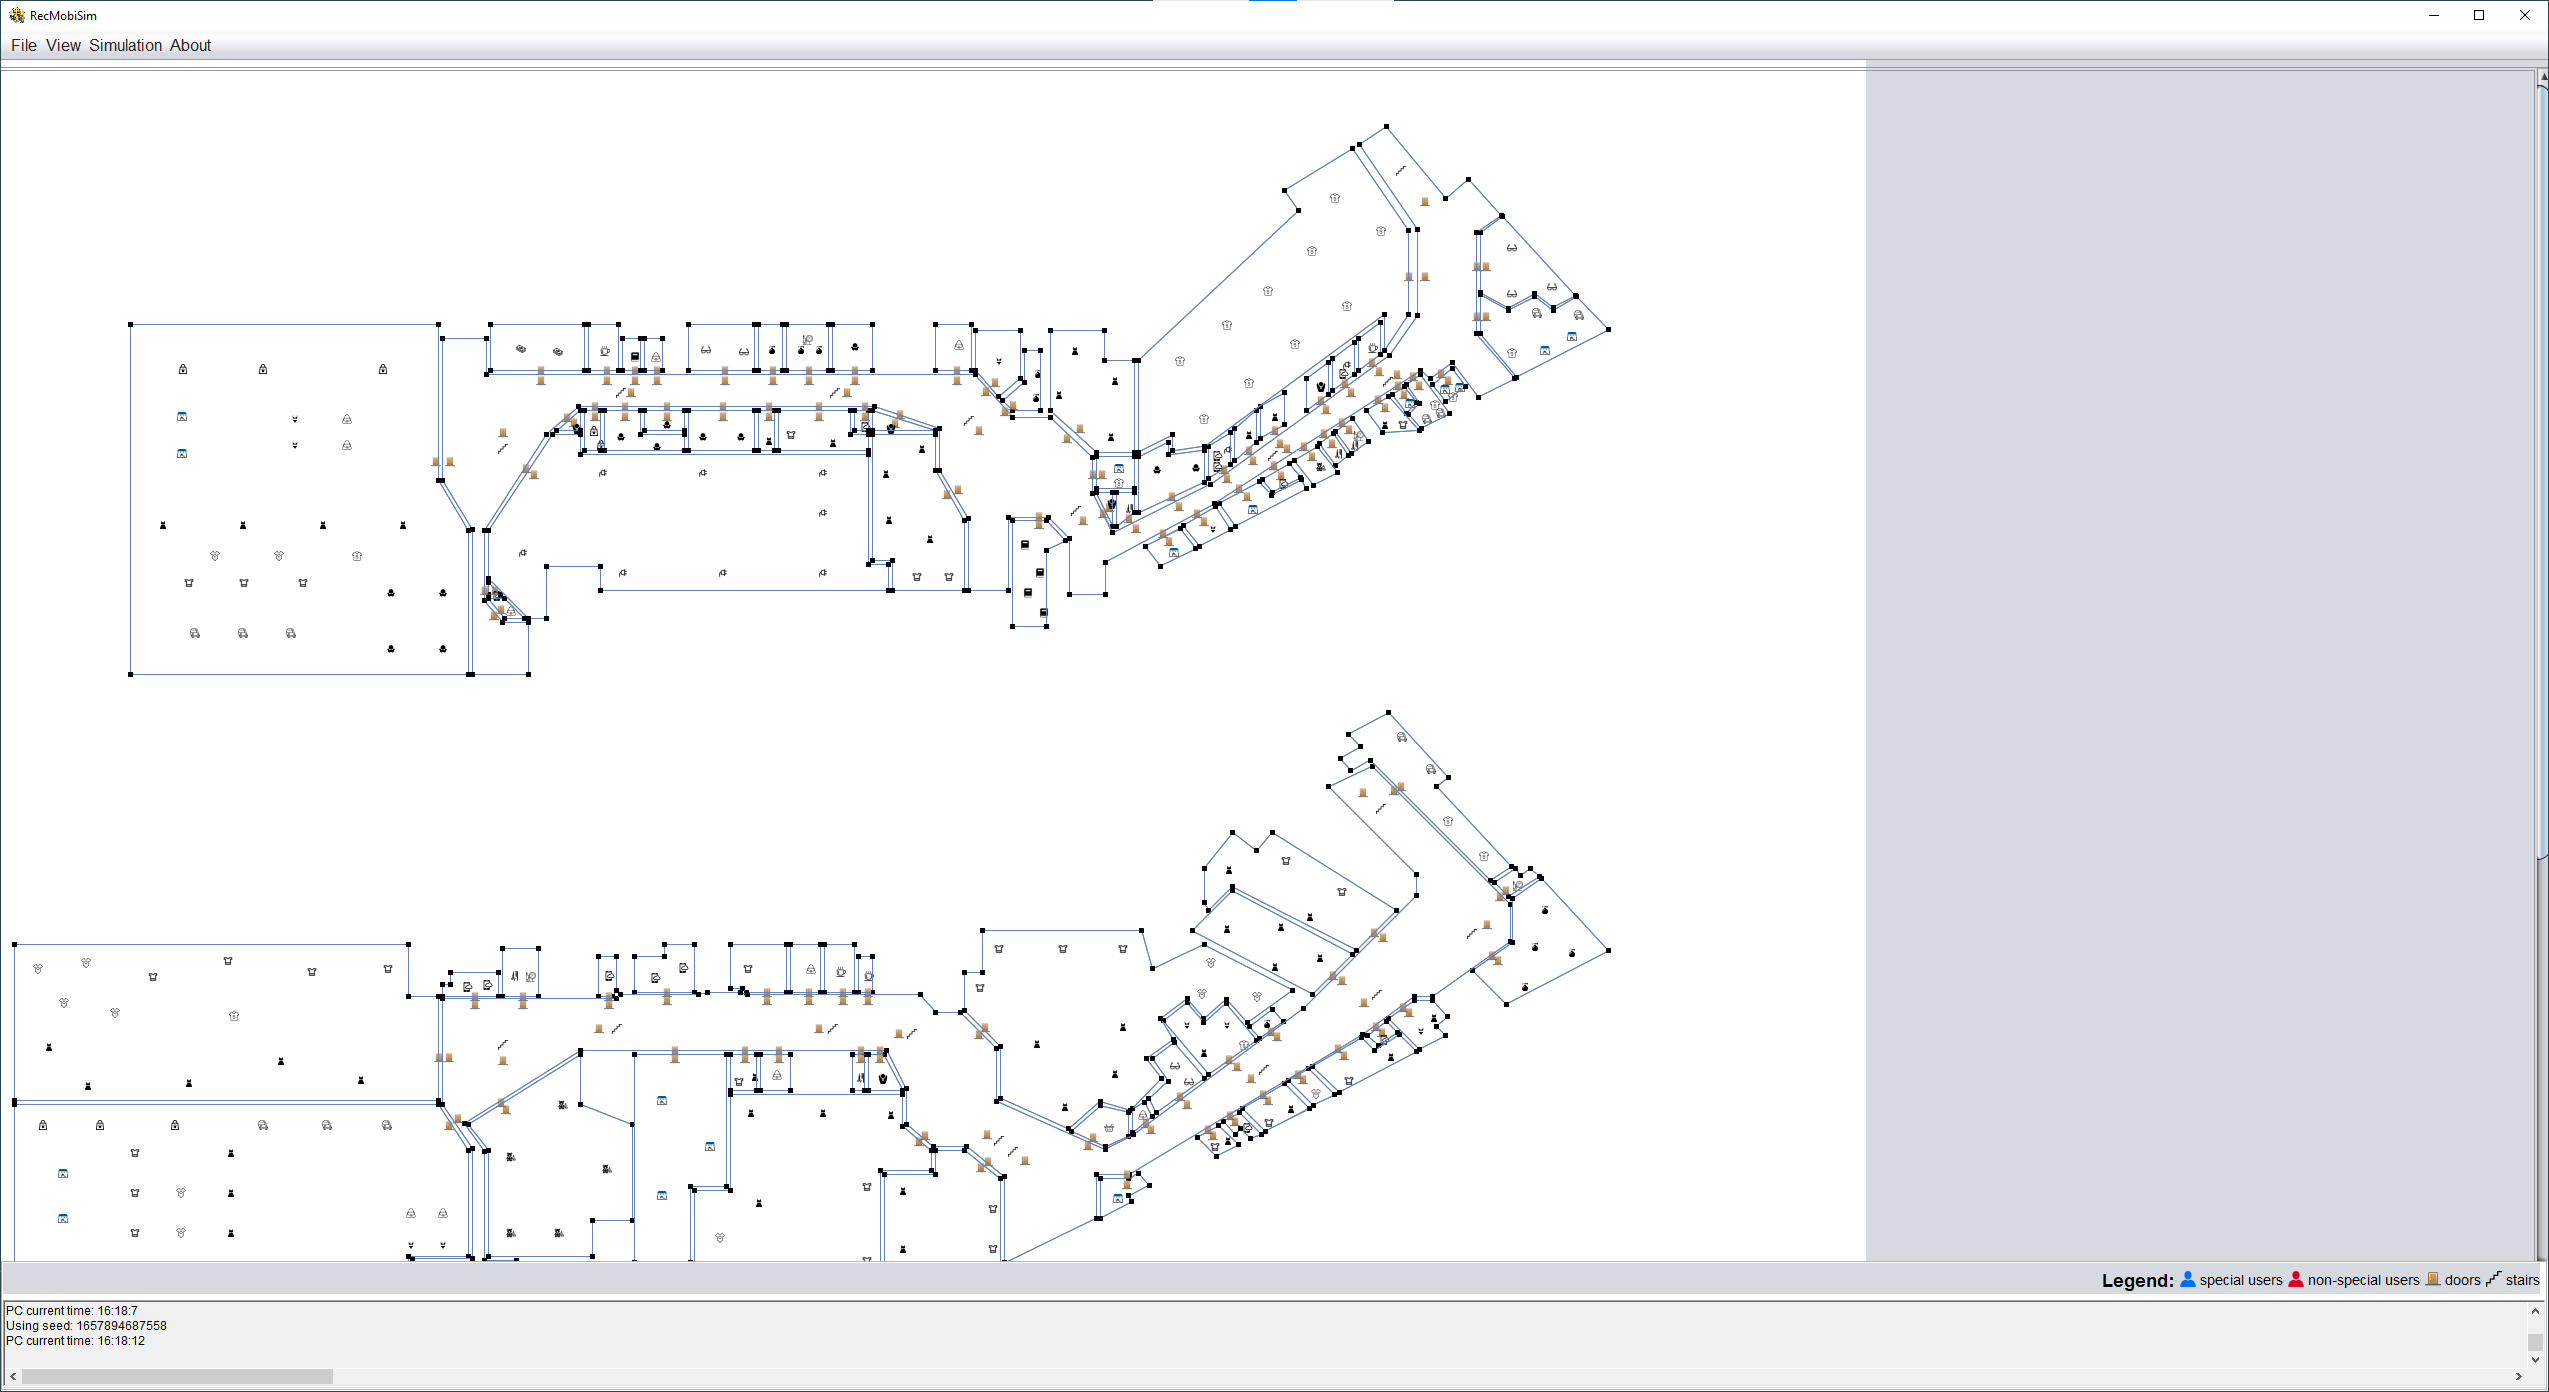 RecMobiSim
File View Simulation About
Legend: special users non-special users doors stairs
PC current time: 16:18:7
Using seed: 1657894687558
PC current time: 16:18:12